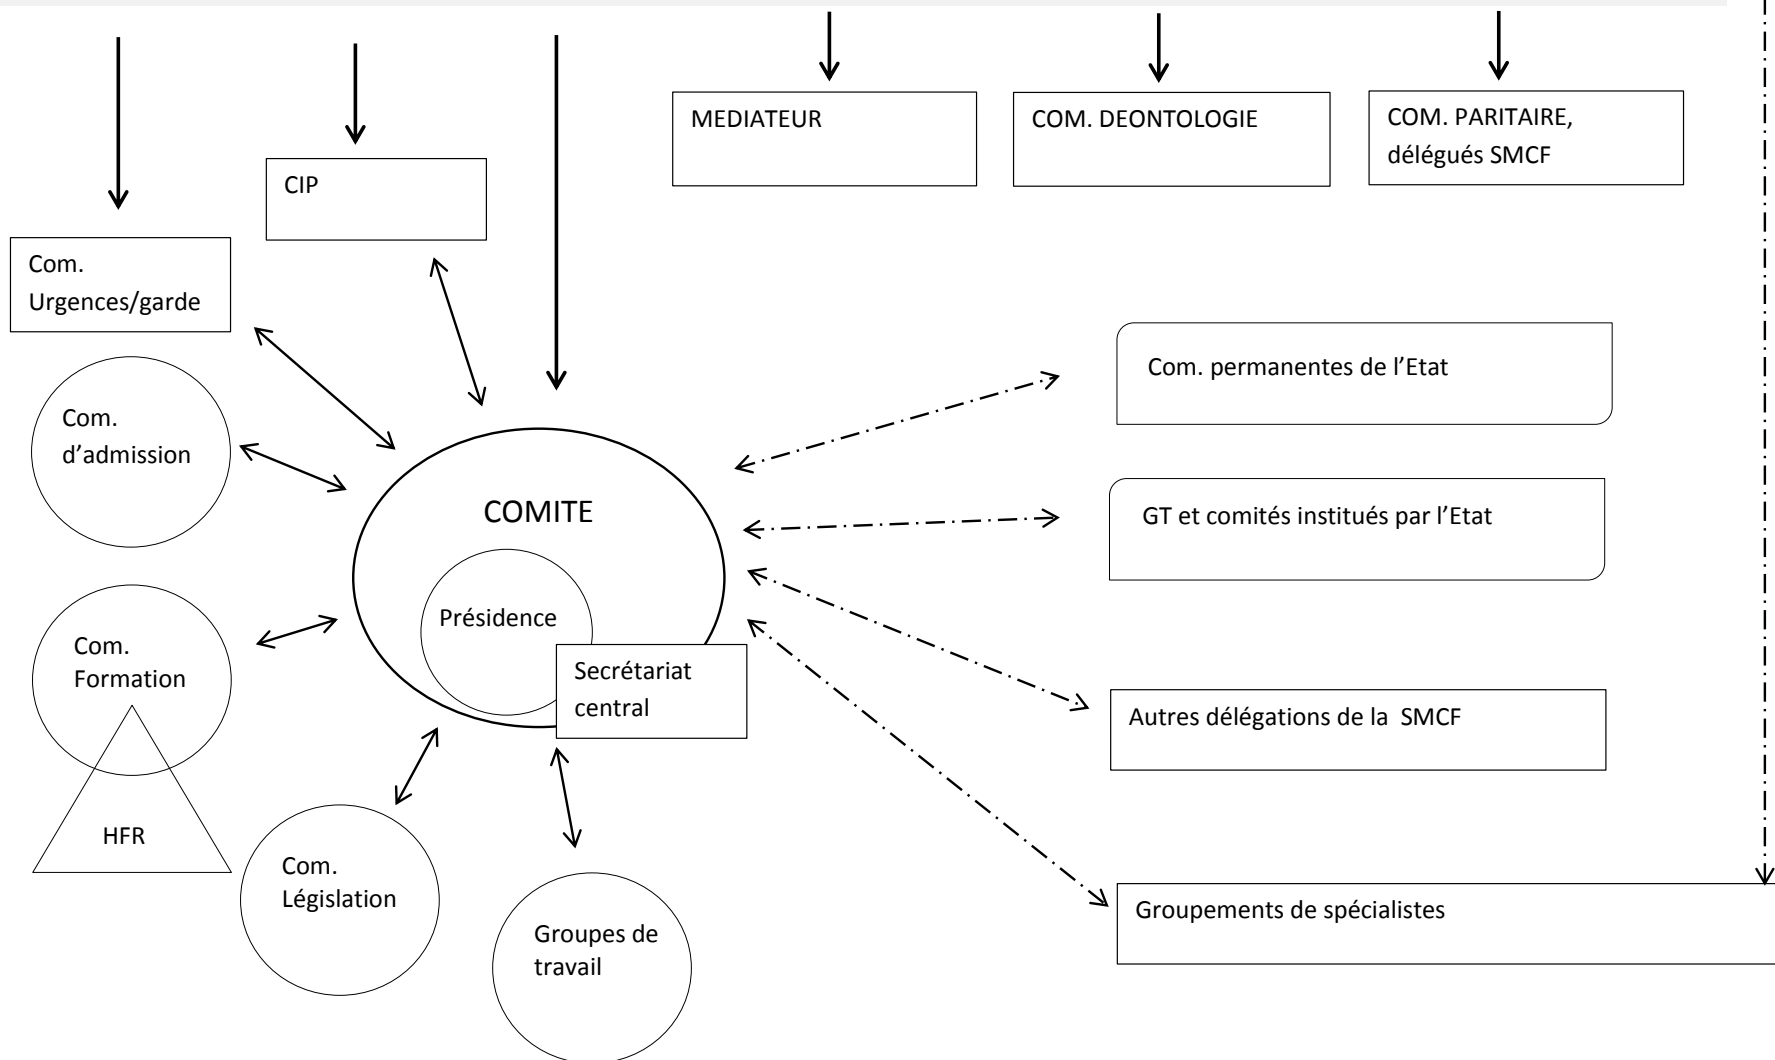 MEDIATEUR
COM. DEONTOLOGIE
COM. PARITAIRE,
délégués SMCF
CIP
Com.
Urgences/garde
Com.
d’admission
Com. permanentes de l’Etat
COMITE
GT et comités institués par l’Etat
Présidence
Com.
Formation
Secrétariat
central
Autres délégations de la SMCF
HFR
Com.
Législation
Groupements de spécialistes
Groupes de
travail